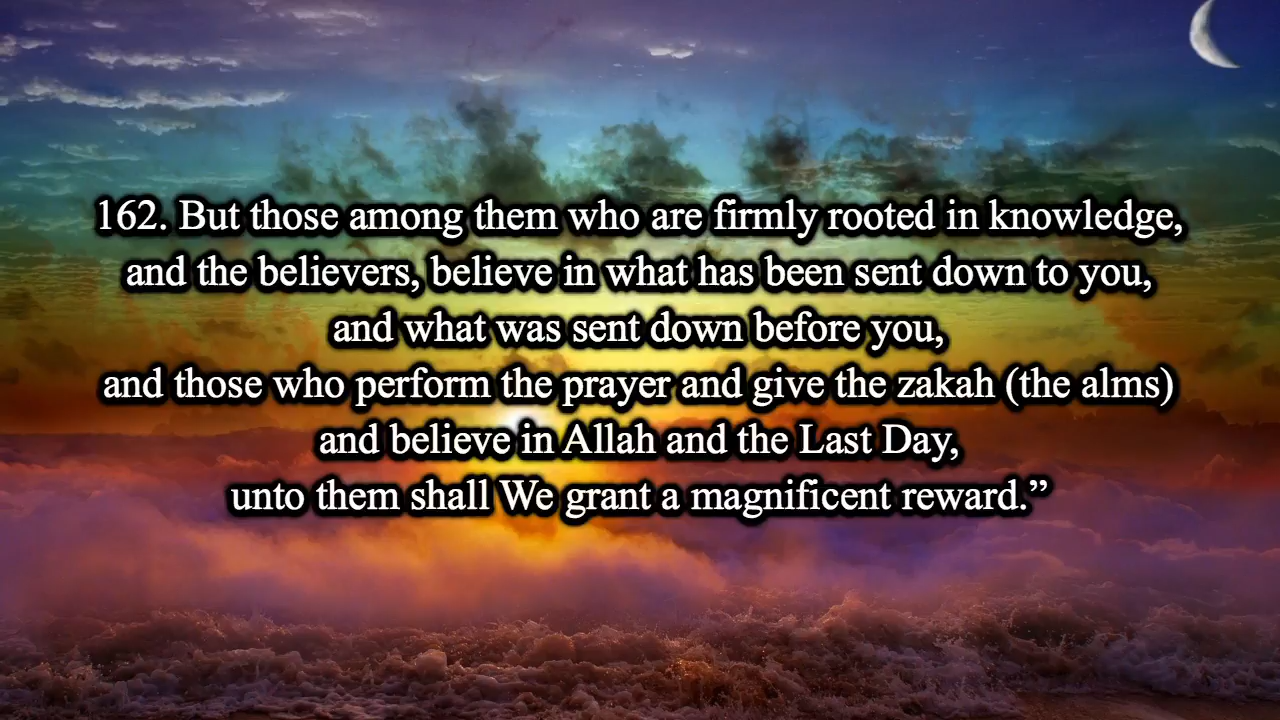 162. But those among them who are firmly rooted in knowledge,
and the believers, believe in what has been sent down to you,
and what was sent down before you,
and those who perform the prayer and give the zakah (the alms)
and believe in Allah and the Last Day,
unto them shall We grant a magnificent reward.”